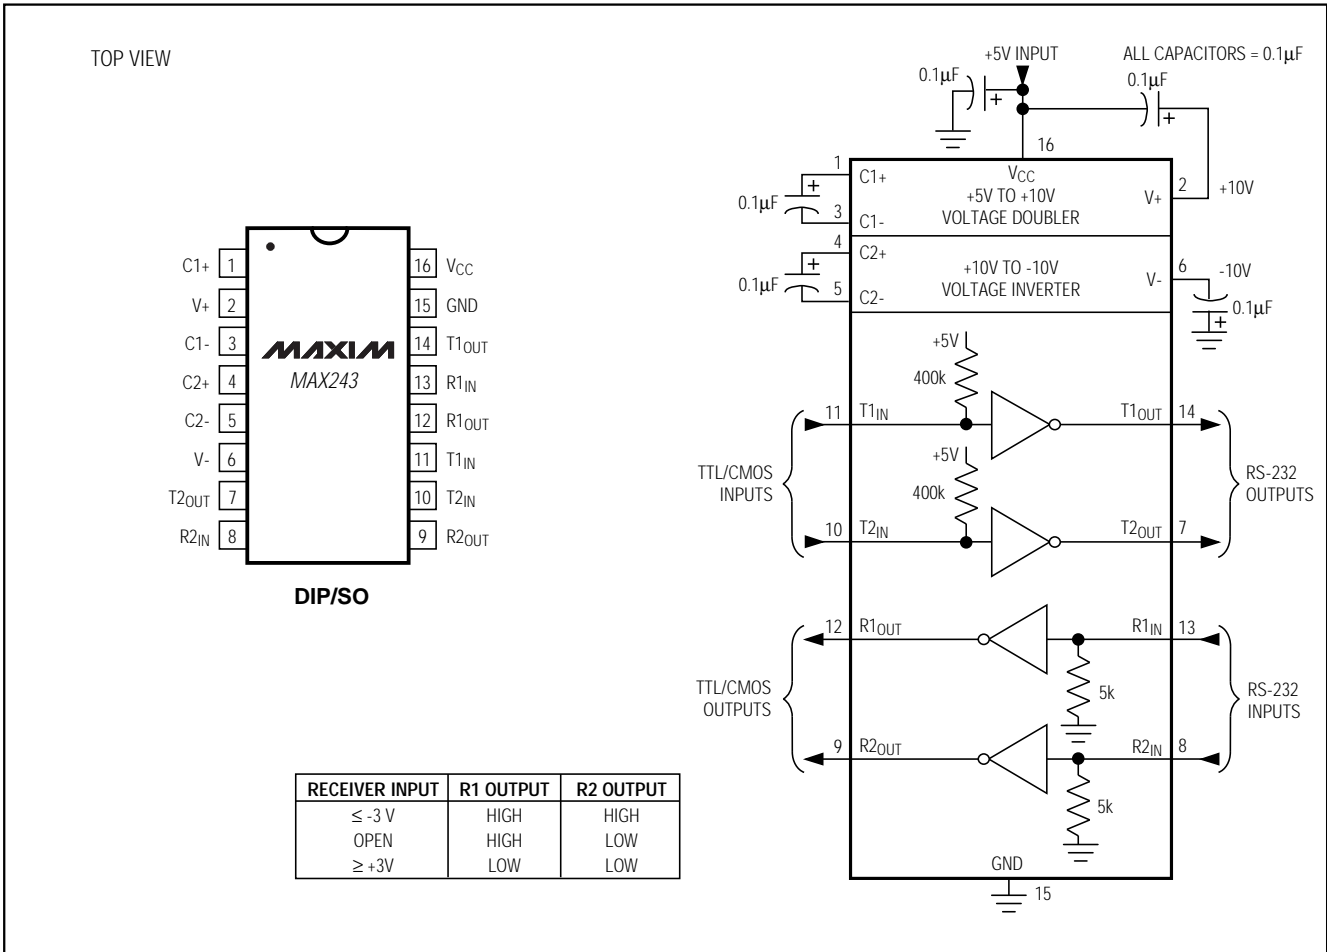 TOP VIEW
C1+ 1
V+ 2
C1- 3
C2+ 4
C2- 5
V- 6
T2OUT 7
R2IN 8
16 VCC
15 GND
14 T1OUT
13 R1IN
12 R1OUT
11 T1IN
10 T2IN
9 R2OUT
MAXIM
MAX243
DIP/SO
RECEIVER INPUT R1 OUTPUT R2 OUTPUT
≤ -3 V HIGH HIGH
OPEN HIGH LOW
≥ +3V LOW LOW
+5V INPUT
ALL CAPACITORS = 0.1μF
0.1μF
+
0.1μF
+
16
1
C1+
VCC
+5V TO +10V
VOLTAGE DOUBLER
V+
2
+10V
+
0.1μF
3
C1-
4
C2+
+10V TO -10V
VOLTAGE INVERTER
V-
6
-10V
+
0.1μF
5
C2-
0.1μF
+
+5V
400k
11 T1IN
T1OUT 14
+5V
400k
TTL/CMOS
INPUTS
RS-232
OUTPUTS
10 T2IN
T2OUT 7
12 R1OUT
R1IN 13
5k
TTL/CMOS
OUTPUTS
RS-232
INPUTS
9 R2OUT
R2IN 8
5k
GND
15